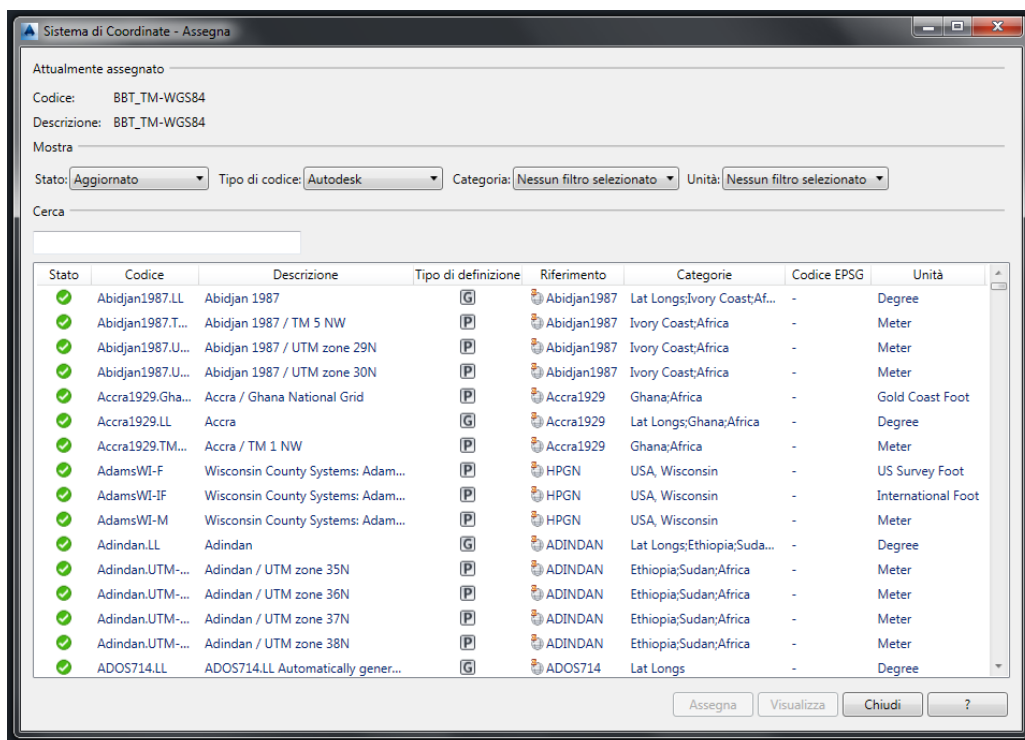 Sistema di Coordinate - Assegna
Attualmente assegnato
Codice: BBT_TM-WGS84
Descrizione: BBT_TM-WGS84
Mostra
Stato: Aggiornato Tipo di codice: Autodesk Categoria: Nessun filtro selezionato Unità: Nessun filtro selezionato
Cerca
Stato Codice Descrizione Tipo di definizione Riferimento Categorie Codice EPSG Unità
Abidjan1987.LL Abidjan 1987 G Abidjan1987 Lat Longs;Ivory Coast;Af... - Degree
Abidjan1987.T... Abidjan 1987 / TM 5 NW P Abidjan1987 Ivory Coast;Africa - Meter
Abidjan1987.U... Abidjan 1987 / UTM zone 29N P Abidjan1987 Ivory Coast;Africa - Meter
Abidjan1987.U... Abidjan 1987 / UTM zone 30N P Abidjan1987 Ivory Coast;Africa - Meter
Accra1929.Gha... Accra / Ghana National Grid P Accra1929 Ghana;Africa - Gold Coast Foot
Accra1929.LL Accra G Accra1929 Lat Longs;Ghana;Africa - Degree
Accra1929.TM... Accra / TM 1 NW P Accra1929 Ghana;Africa - Meter
AdamsWI-F Wisconsin County Systems: Adam... P HPGN USA, Wisconsin - US Survey Foot
AdamsWI-IF Wisconsin County Systems: Adam... P HPGN USA, Wisconsin - International Foot
AdamsWI-M Wisconsin County Systems: Adam... P HPGN USA, Wisconsin - Meter
Adindan.LL Adindan G ADINDAN Lat Longs;Ethiopia;Suda... - Degree
Adindan.UTM-... Adindan / UTM zone 35N P ADINDAN Ethiopia;Sudan;Africa - Meter
Adindan.UTM-... Adindan / UTM zone 36N P ADINDAN Ethiopia;Sudan;Africa - Meter
Adindan.UTM-... Adindan / UTM zone 37N P ADINDAN Ethiopia;Sudan;Africa - Meter
Adindan.UTM-... Adindan / UTM zone 38N P ADINDAN Ethiopia;Sudan;Africa - Meter
ADOS714.LL ADOS714.LL Automatically gener... G ADOS714 Lat Longs - Degree
Assegna Visualizza Chiudi ?